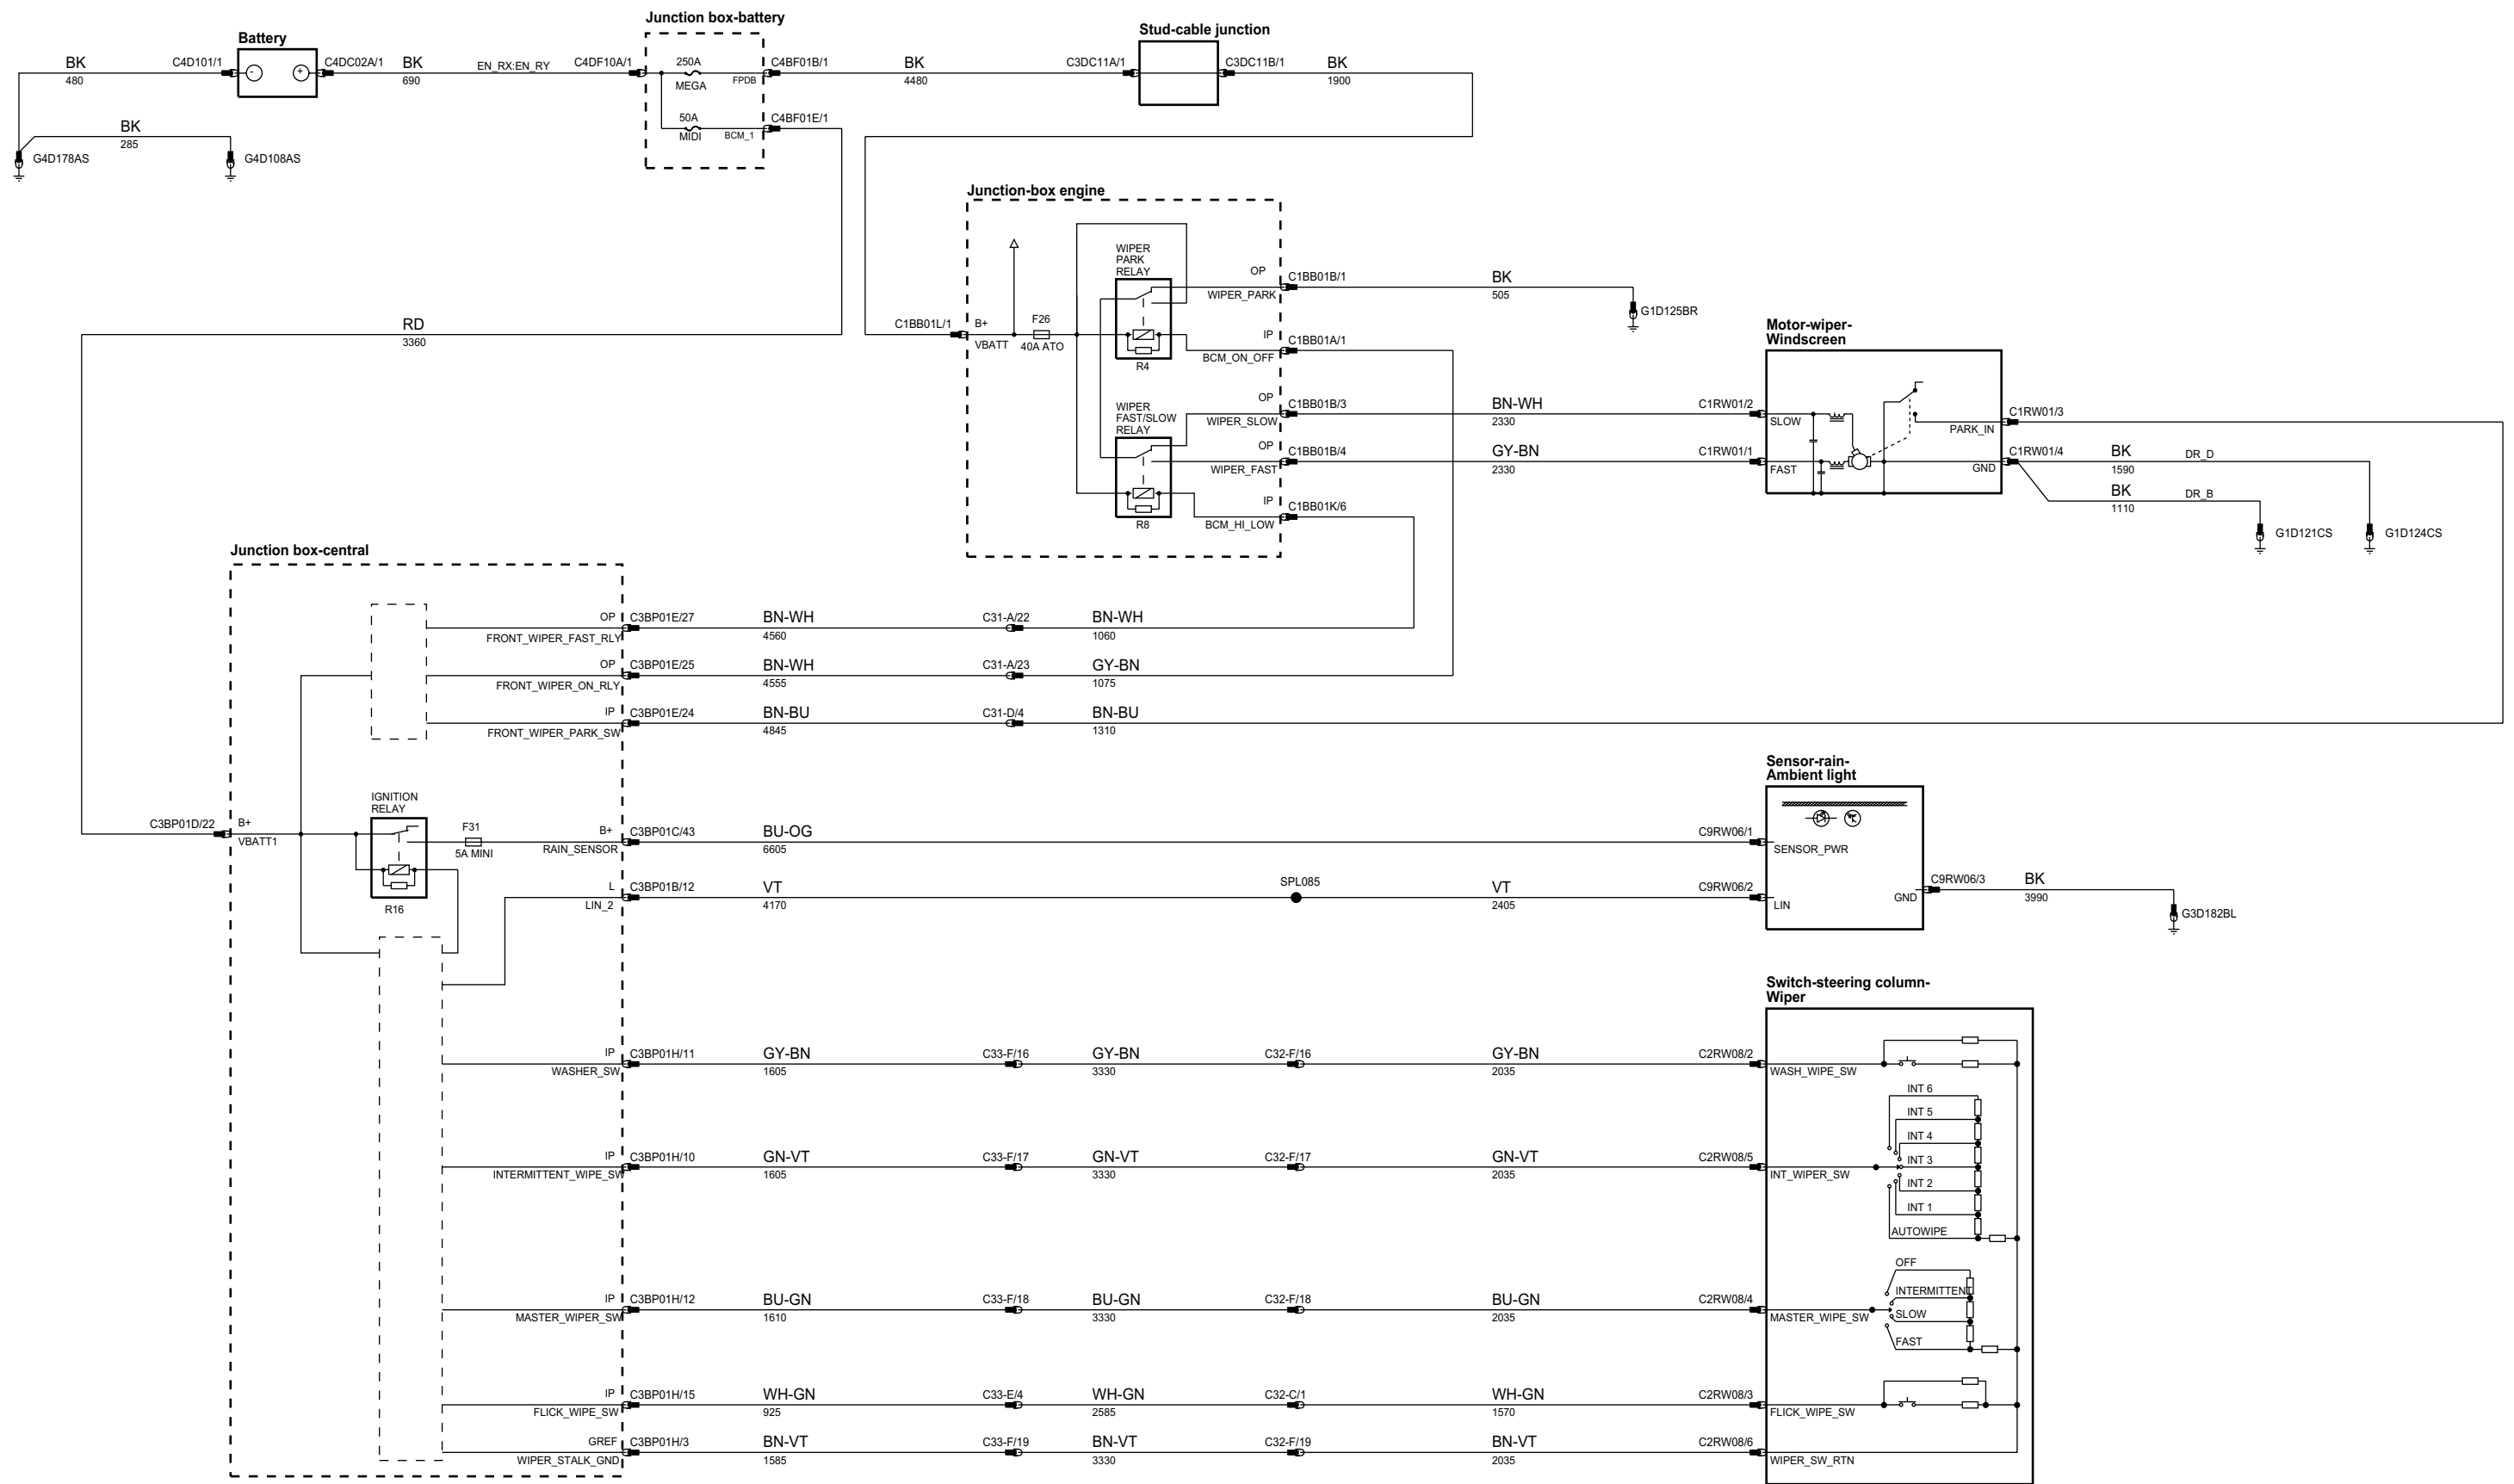 Junction box-battery
Battery
Stud-cable junction
BK
480
C4D101/1
-
+
C4DC02A/1
BK
690
EN_RX:EN_RY
C4DF10A/1
250A
MEGA
FPDB
C4BF01B/1
BK
4480
C3DC11A/1
C3DC11B/1
BK
1900
50A
MIDI
BCM_1
C4BF01E/1
BK
285
G4D178AS
G4D108AS
Junction-box engine
WIPER
PARK
RELAY
OP
WIPER_PARK
C1BB01B/1
BK
505
G1D125BR
RD
3360
C1BB01L/1
B+
VBATT
F26
40A ATO
R4
IP
BCM_ON_OFF
C1BB01A/1
Motor-wiper-
Windscreen
WIPER
FAST/SLOW
RELAY
OP
WIPER_SLOW
C1BB01B/3
BN-WH
2330
C1RW01/2
SLOW
C1RW01/3
PARK_IN
OP
WIPER_FAST
C1BB01B/4
GY-BN
2330
C1RW01/1
FAST
GND
C1RW01/4
BK
1590
DR_D
BK
1110
DR_B
G1D121CS
G1D124CS
R8
IP
BCM_HI_LOW
C1BB01K/6
Junction box-central
OP
FRONT_WIPER_FAST_RLY
C3BP01E/27
BN-WH
4560
C31-A/22
BN-WH
1060
OP
FRONT_WIPER_ON_RLY
C3BP01E/25
BN-WH
4555
C31-A/23
GY-BN
1075
IP
FRONT_WIPER_PARK_SW
C3BP01E/24
BN-BU
4845
C31-D/4
BN-BU
1310
Sensor-rain-
Ambient light
IGNITION
RELAY
C3BP01D/22
B+
VBATT1
F31
5A MINI
B+
RAIN_SENSOR
C3BP01C/43
BU-OG
6605
C9RW06/1
SENSOR_PWR
R16
L
LIN_2
C3BP01B/12
VT
4170
SPL085
VT
2405
C9RW06/2
LIN
GND
C9RW06/3
BK
3990
G3D182BL
Switch-steering column-
Wiper
IP
WASHER_SW
C3BP01H/11
GY-BN
1605
C33-F/16
GY-BN
3330
C32-F/16
GY-BN
2035
C2RW08/2
WASH_WIPE_SW
INT 6
INT 5
INT 4
INT 3
INT 2
INT 1
AUTOWIPE
IP
INTERMITTENT_WIPE_SW
C3BP01H/10
GN-VT
1605
C33-F/17
GN-VT
3330
C32-F/17
GN-VT
2035
C2RW08/5
INT_WIPER_SW
OFF
INTERMITTENT
SLOW
FAST
IP
MASTER_WIPER_SW
C3BP01H/12
BU-GN
1610
C33-F/18
BU-GN
3330
C32-F/18
BU-GN
2035
C2RW08/4
MASTER_WIPE_SW
IP
FLICK_WIPE_SW
C3BP01H/15
WH-GN
925
C33-E/4
WH-GN
2585
C32-C/1
WH-GN
1570
C2RW08/3
FLICK_WIPE_SW
GREF
WIPER_STALK_GND
C3BP01H/3
BN-VT
1585
C33-F/19
BN-VT
3330
C32-F/19
BN-VT
2035
C2RW08/6
WIPER_SW_RTN